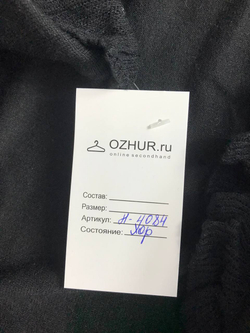 OZHUR.ru
online secondhand
Состав:
Размер:
Артикул: Н-4084
Состояние: Хор